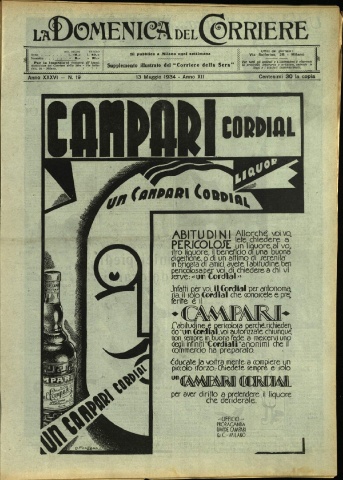 LA DOMENICA DEL CORRIERE
Si pubblica a Milano ogni settimana
Supplemento illustrato del "Corriere della Sera"
Anno XXXVI - N. 19
13 Maggio 1934 - Anno XII
Centesimi 30 la copia
CAMPARI CORDIAL
LIQUOR
UN CAMPARI CORDIAL
ABITUDINI PERICOLOSE
Allorchè voi volete chiedere a
un liquore, al vostro liquore, il beneficio di una buona
digestione, o di un attimo di serenità
in brigata di amici, avete l'abitudine, ben
pericolosa per voi, di chiedere a chi vi
serve: un Cordial
Infatti per voi il Cordial per antonoma
sia, il solo Cordial che conoscete e pre
ferite è il
CAMPARI
L'abitudine è pericolosa perchè, richieden
do un Cordial, voi autorizzate chiunque
non sempre in buona fede a mescervi uno
degli infiniti "Cordiali" anonimi che il
commercio ha preparato.
Educate la vostra mente a compiere un
piccolo sforzo. Chiedete sempre e solo
un CAMPARI CORDIAL
per aver diritto a pretendere il liquore
che desiderate.
UFFICIO
PROPAGANDA
DAVIDE CAMPARI
& C. - MILANO
CAMPARI
UN CAMPARI CORDIAL